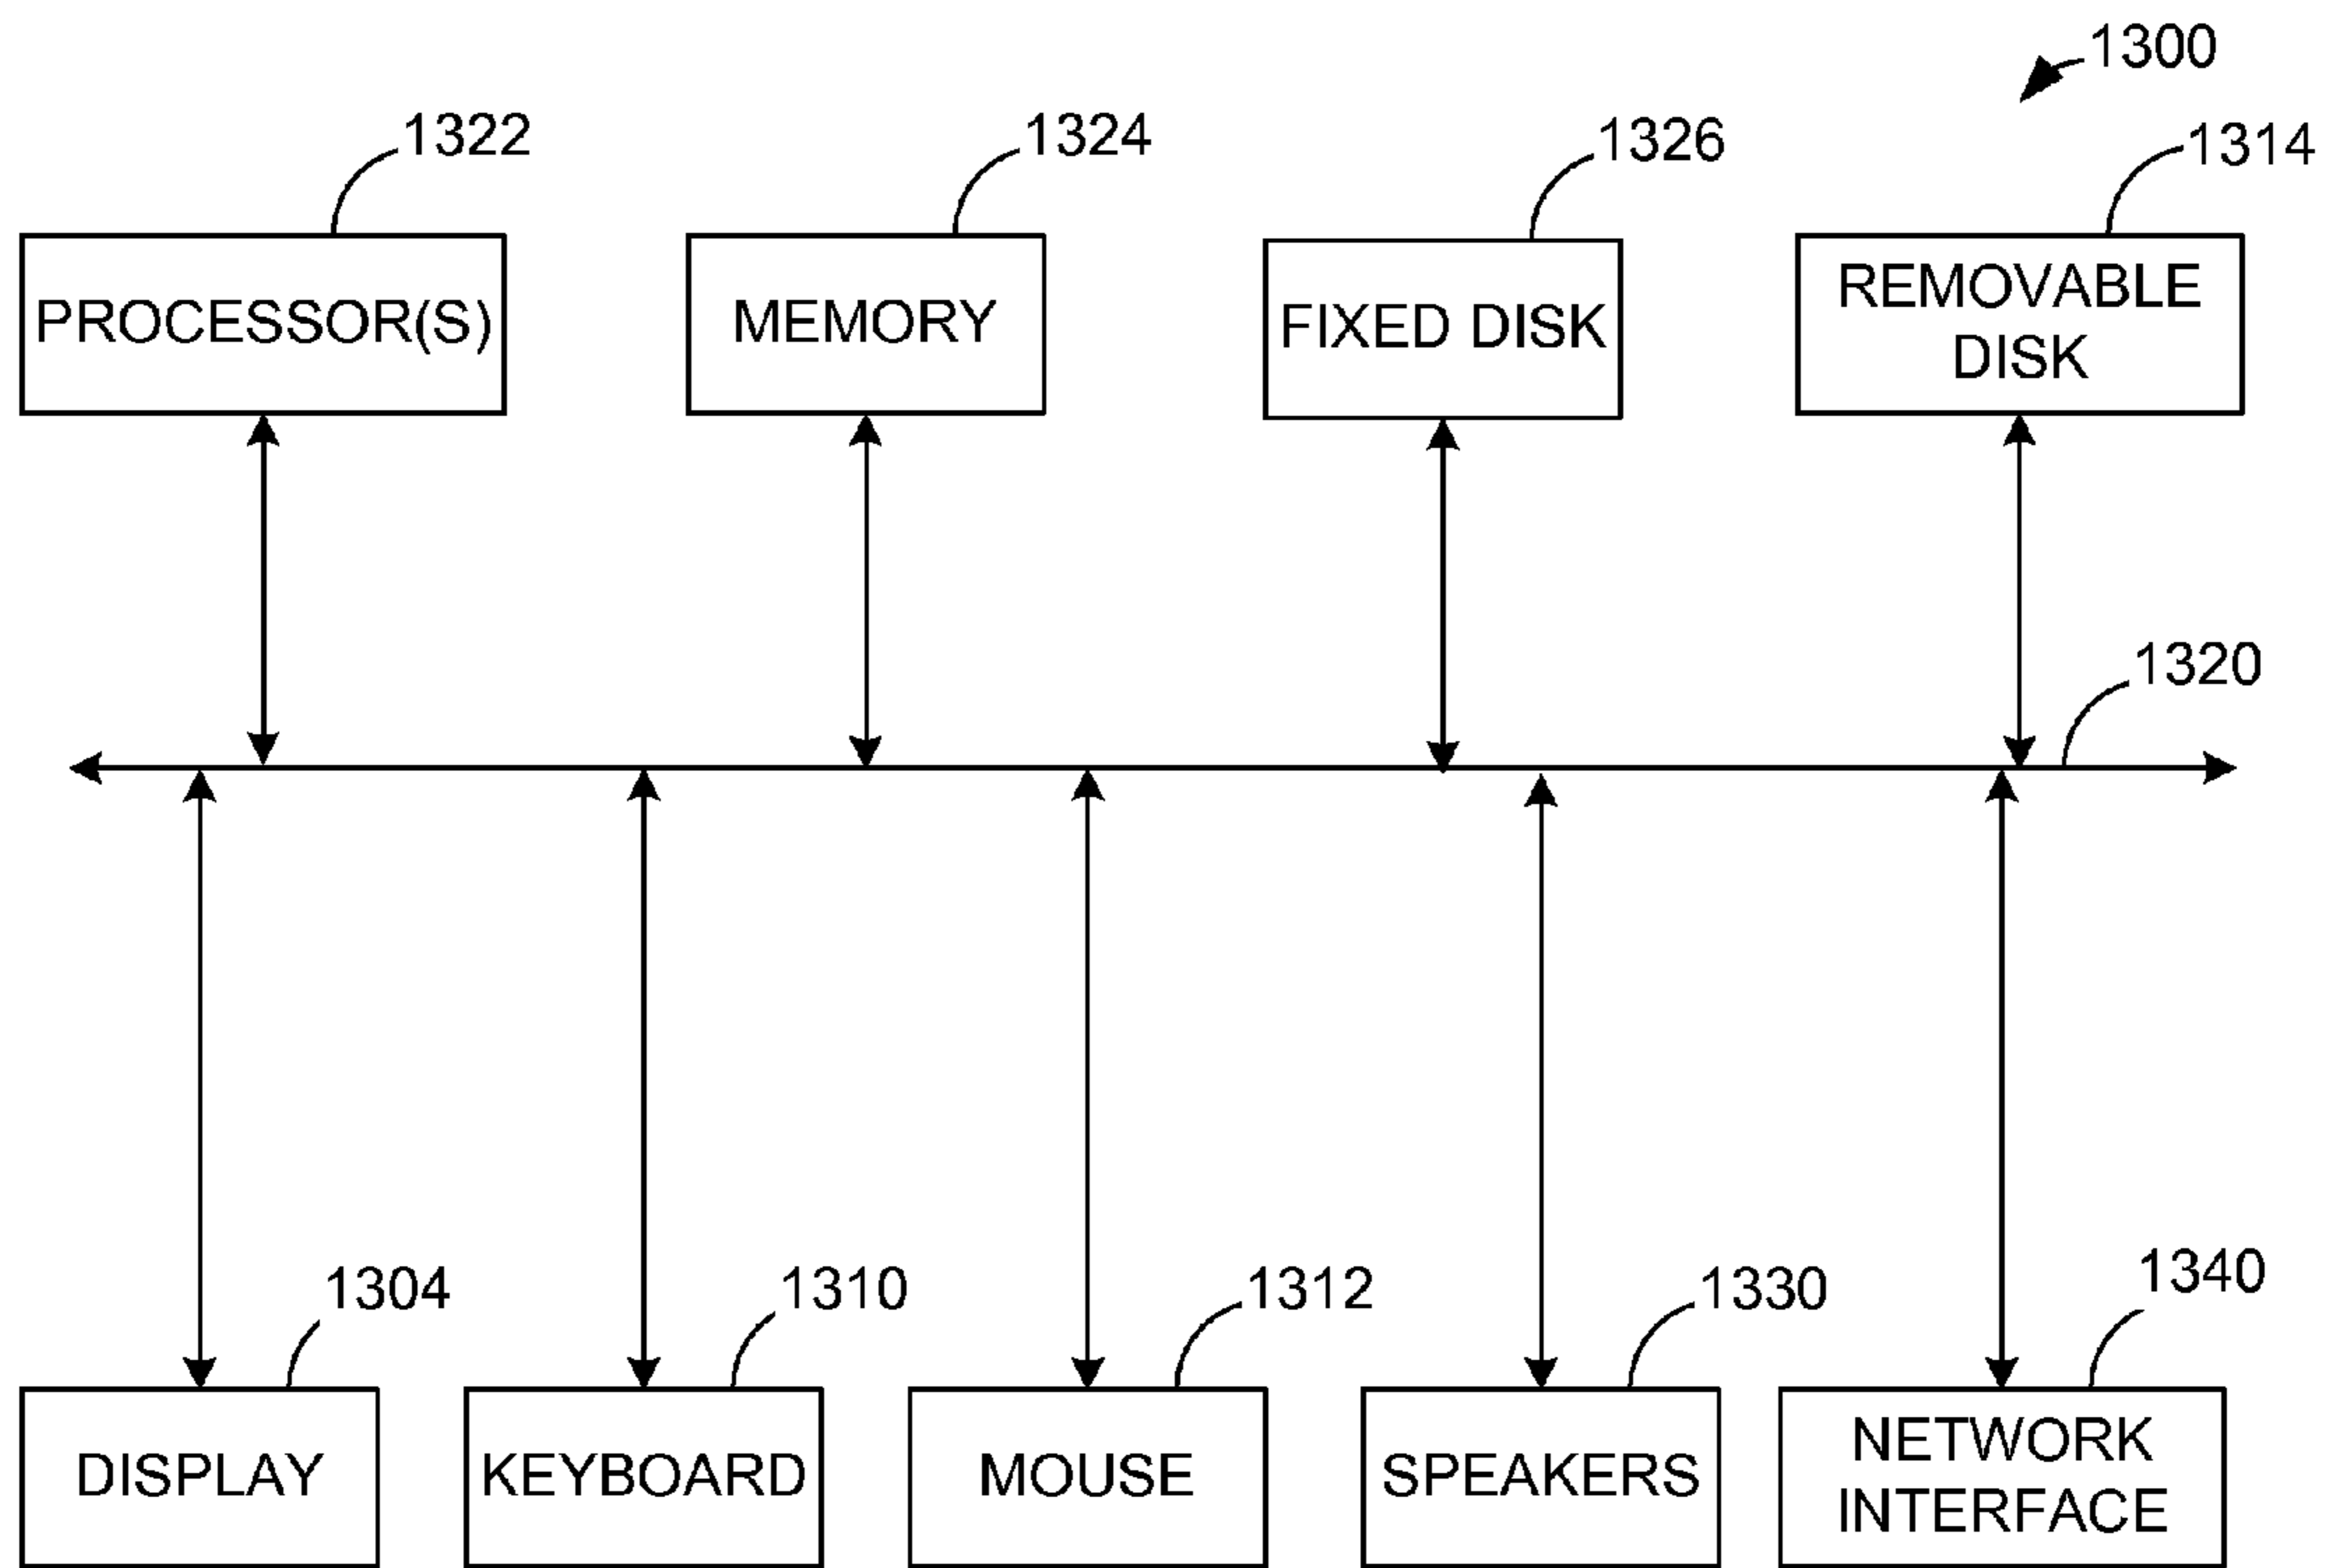 1300
1322
1324
1326
1314
PROCESSOR(S)
MEMORY
FIXED DISK
REMOVABLE
DISK
1320
1304
1310
1312
1330
1340
DISPLAY
KEYBOARD
MOUSE
SPEAKERS
NETWORK
INTERFACE